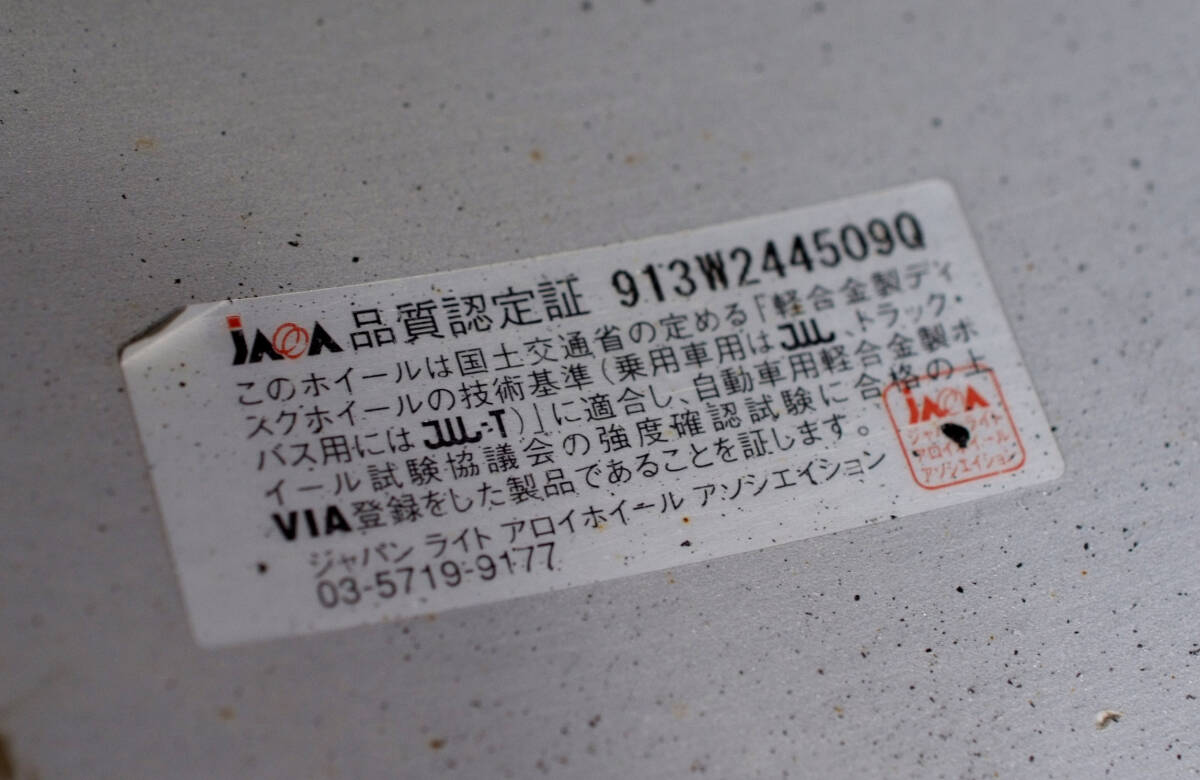 JAWA 品質認定証 913W244509Q
このホイールは国土交通省の定める「軽合金製ディ
スクホイールの技術基準(乗用車用はJWL、トラック・
バス用にはJWL-T)」に適合し、自動車用軽合金製ホ
イール試験協議会の強度確認試験に合格の上
VIA登録をした製品であることを証します。
ジャパン ライト アロイホイール アソシエイション
03-5719-9177
JAWA
ジャパンライト
アロイホイール
アソシエイション